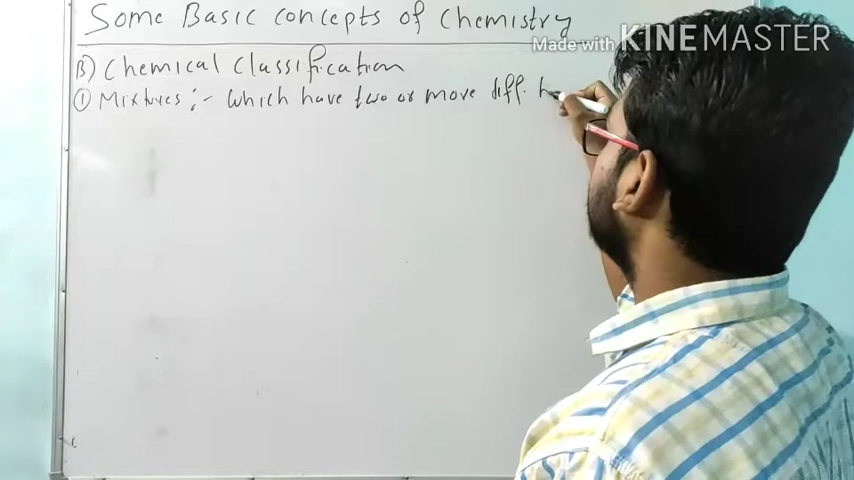 Some Basic concepts of chemistry
Made with KINEMASTER
B) Chemical classification
① Mixtures :- which have two or more diff.